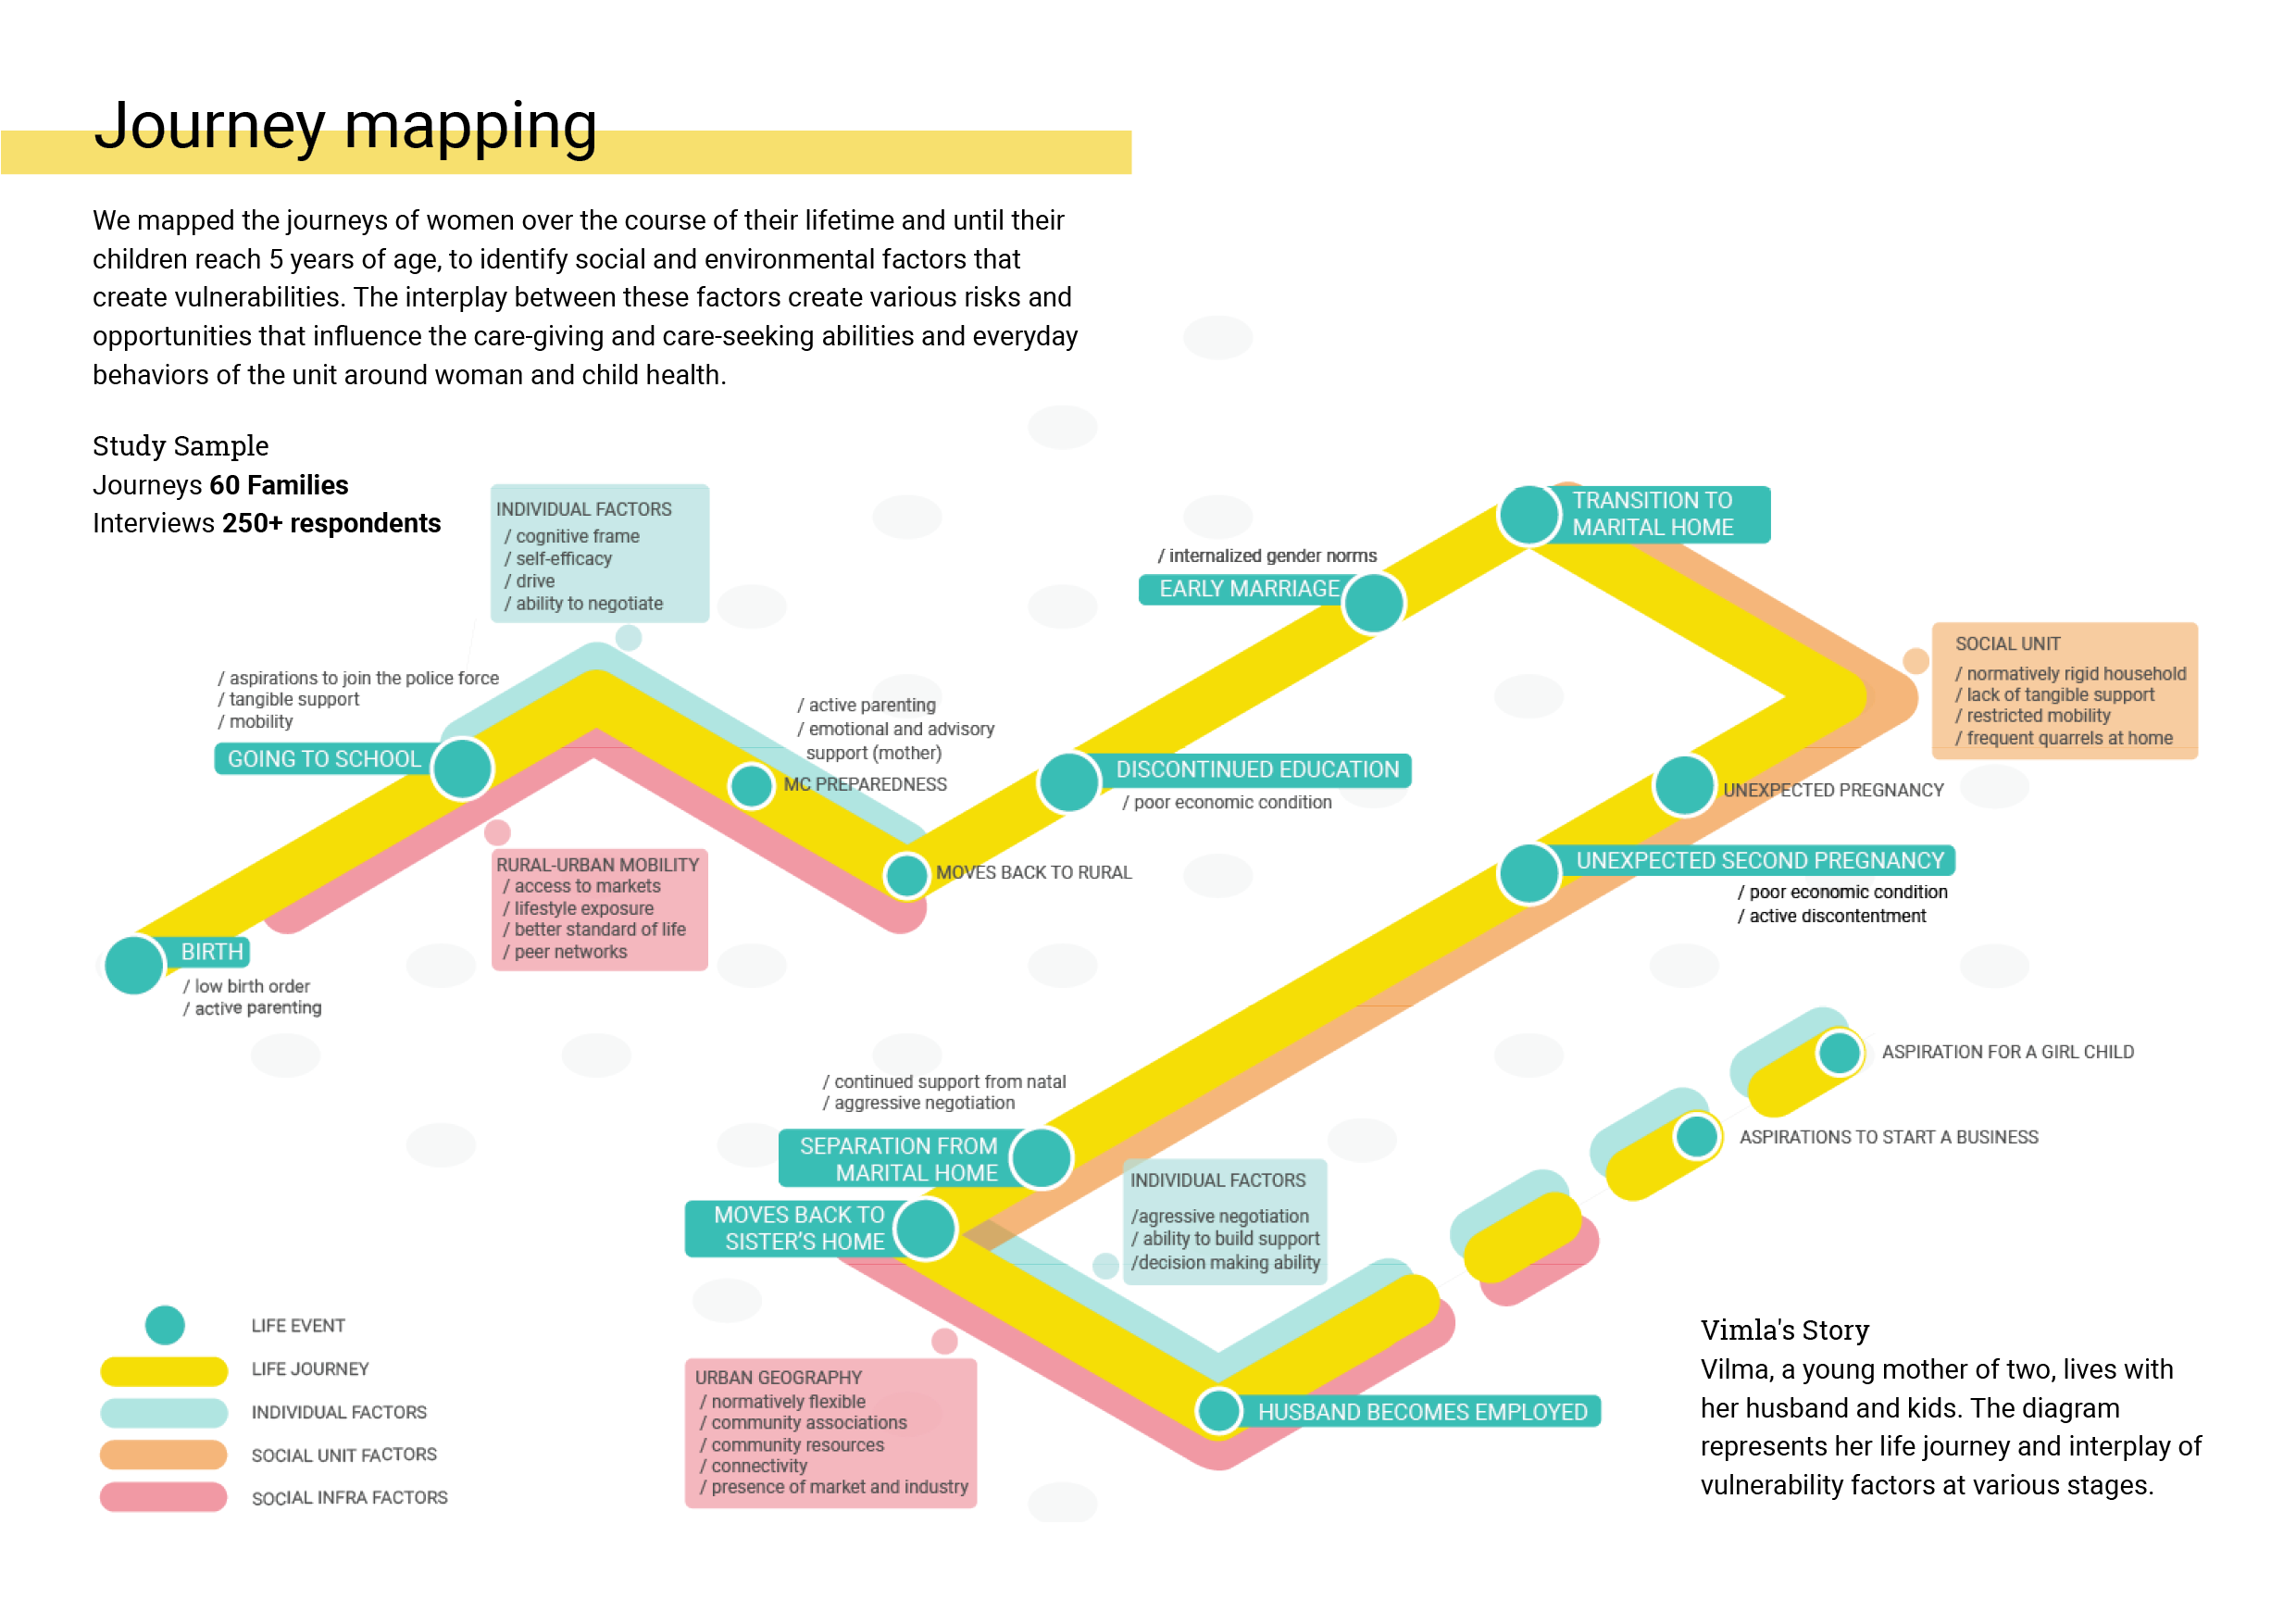 Journey mapping
We mapped the journeys of women over the course of their lifetime and until their
children reach 5 years of age, to identify social and environmental factors that
create vulnerabilities. The interplay between these factors create various risks and
opportunities that influence the care-giving and care-seeking abilities and everyday
behaviors of the unit around woman and child health.
Study Sample
Journeys 60 Families
Interviews 250+ respondents
INDIVIDUAL FACTORS
/ cognitive frame
/ self-efficacy
/ drive
/ ability to negotiate
/ aspirations to join the police force
/ tangible support
/ mobility
GOING TO SCHOOL
/ active parenting
/ emotional and advisory
support (mother)
MC PREPAREDNESS
RURAL-URBAN MOBILITY
/ access to markets
/ lifestyle exposure
/ better standard of life
/ peer networks
BIRTH
/ low birth order
/ active parenting
MOVES BACK TO RURAL
DISCONTINUED EDUCATION
/ poor economic condition
/ internalized gender norms
EARLY MARRIAGE
TRANSITION TO
MARITAL HOME
SOCIAL UNIT
/ normatively rigid household
/ lack of tangible support
/ restricted mobility
/ frequent quarrels at home
UNEXPECTED PREGNANCY
UNEXPECTED SECOND PREGNANCY
/ poor economic condition
/ active discontentment
/ continued support from natal
/ aggressive negotiation
SEPARATION FROM
MARITAL HOME
MOVES BACK TO
SISTER'S HOME
INDIVIDUAL FACTORS
/agressive negotiation
/ ability to build support
/decision making ability
URBAN GEOGRAPHY
/ normatively flexible
/ community associations
/ community resources
/ connectivity
/ presence of market and industry
HUSBAND BECOMES EMPLOYED
ASPIRATIONS TO START A BUSINESS
ASPIRATION FOR A GIRL CHILD
LIFE EVENT
LIFE JOURNEY
INDIVIDUAL FACTORS
SOCIAL UNIT FACTORS
SOCIAL INFRA FACTORS
Vimla's Story
Vilma, a young mother of two, lives with
her husband and kids. The diagram
represents her life journey and interplay of
vulnerability factors at various stages.